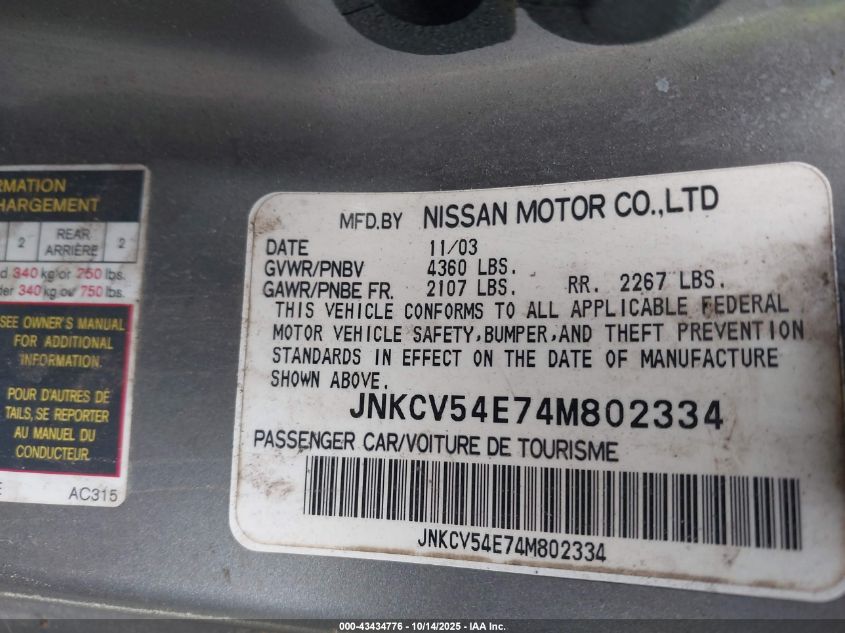 RMATION
HARGEMENT
2 REAR ARRIÈRE 2
d 340 kg or 750 lbs.
der 340 kg ou 750 lbs.
SEE OWNER'S MANUAL
FOR ADDITIONAL
INFORMATION.
POUR D'AUTRES DÉ
TAILS, SE REPORTER
AU MANUEL DU
CONDUCTEUR.
E AC315
MFD.BY NISSAN MOTOR CO.,LTD
DATE 11/03
GVWR/PNBV 4360 LBS.
GAWR/PNBE FR. 2107 LBS. RR. 2267 LBS.
THIS VEHICLE CONFORMS TO ALL APPLICABLE FEDERAL
MOTOR VEHICLE SAFETY,BUMPER,AND THEFT PREVENTION
STANDARDS IN EFFECT ON THE DATE OF MANUFACTURE
SHOWN ABOVE.
JNKCV54E74M802334
PASSENGER CAR/VOITURE DE TOURISME
JNKCV54E74M802334
000-43434776 - 10/14/2025 - IAA Inc.